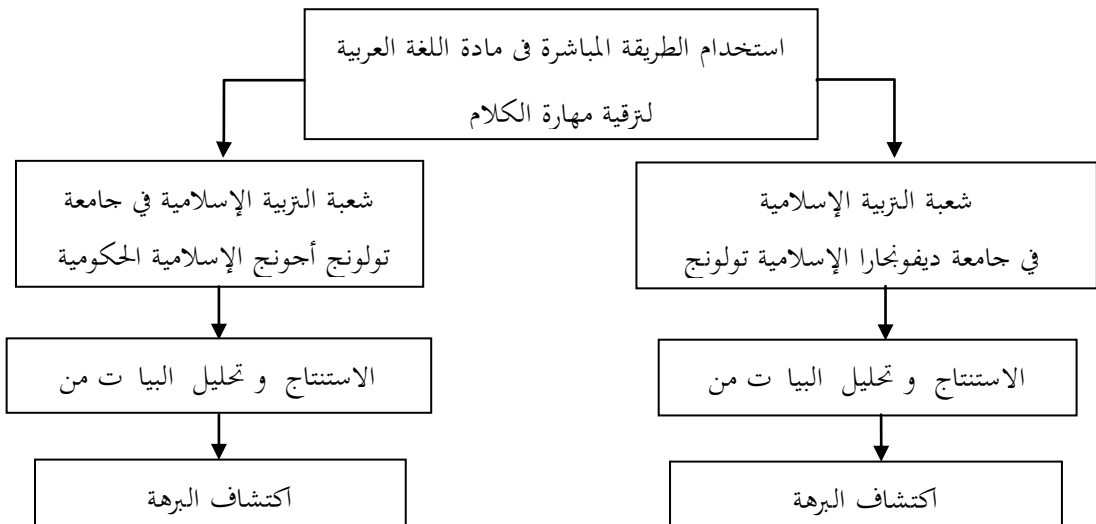 استخدام الطريقة المباشرة فى مادة اللغة العربية
لترقية مهارة الكلام
شعبة التربية الإسلامية
في جامعة ديفونجارا الإسلامية تولونج
شعبة التربية الإسلامية في جامعة
تولونج أجونج الإسلامية الحكومية
الاستنتاج و تحليل البيا ت من
الاستنتاج و تحليل البيا ت من
اكتشاف البرهة
اكتشاف البرهة